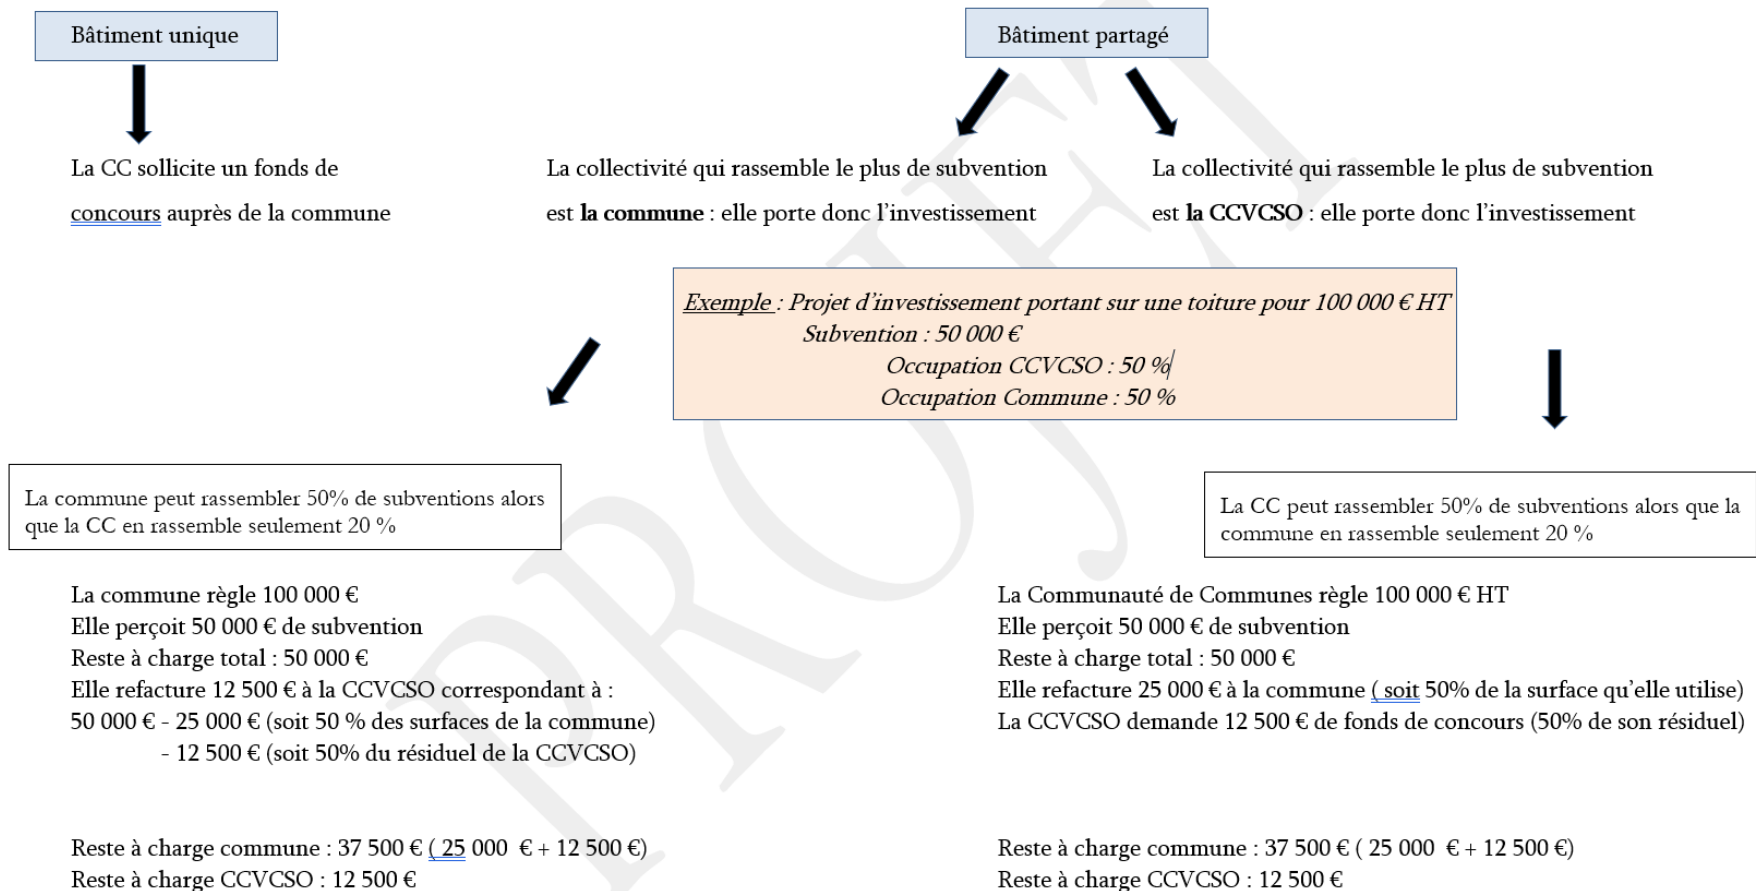 Bâtiment unique
Bâtiment partagé
La CC sollicite un fonds de
concours auprès de la commune
La collectivité qui rassemble le plus de subvention
est la commune : elle porte donc l’investissement
La collectivité qui rassemble le plus de subvention
est la CCVCSO : elle porte donc l’investissement
Exemple : Projet d’investissement portant sur une toiture pour 100 000 € HT
Subvention : 50 000 €
Occupation CCVCSO : 50 %
Occupation Commune : 50 %
La commune peut rassembler 50% de subventions alors
que la CC en rassemble seulement 20 %
La CC peut rassembler 50% de subventions alors que la
commune en rassemble seulement 20 %
La commune règle 100 000 €
Elle perçoit 50 000 € de subvention
Reste à charge total : 50 000 €
Elle refacture 12 500 € à la CCVCSO correspondant à :
50 000 € - 25 000 € (soit 50 % des surfaces de la commune)
- 12 500 € (soit 50% du résiduel de la CCVCSO)
Reste à charge commune : 37 500 € ( 25 000 € + 12 500 €)
Reste à charge CCVCSO : 12 500 €
La Communauté de Communes règle 100 000 € HT
Elle perçoit 50 000 € de subvention
Reste à charge total : 50 000 €
Elle refacture 25 000 € à la commune ( soit 50% de la surface qu’elle utilise)
La CCVCSO demande 12 500 € de fonds de concours (50% de son résiduel)
Reste à charge commune : 37 500 € ( 25 000 € + 12 500 €)
Reste à charge CCVCSO : 12 500 €
PROJET